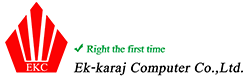 EKC
Right the first time
Ek-karaj Computer Co.,Ltd.